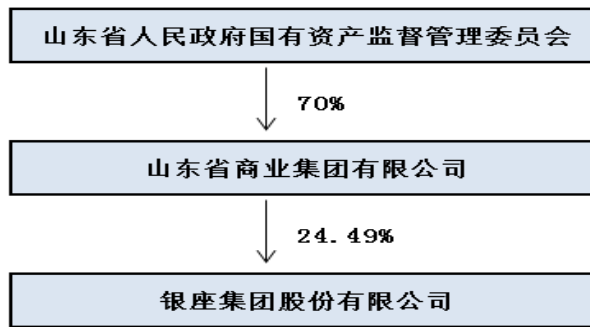 山东省人民政府国有资产监督管理委员会
70%
山东省商业集团有限公司
24.49%
银座集团股份有限公司